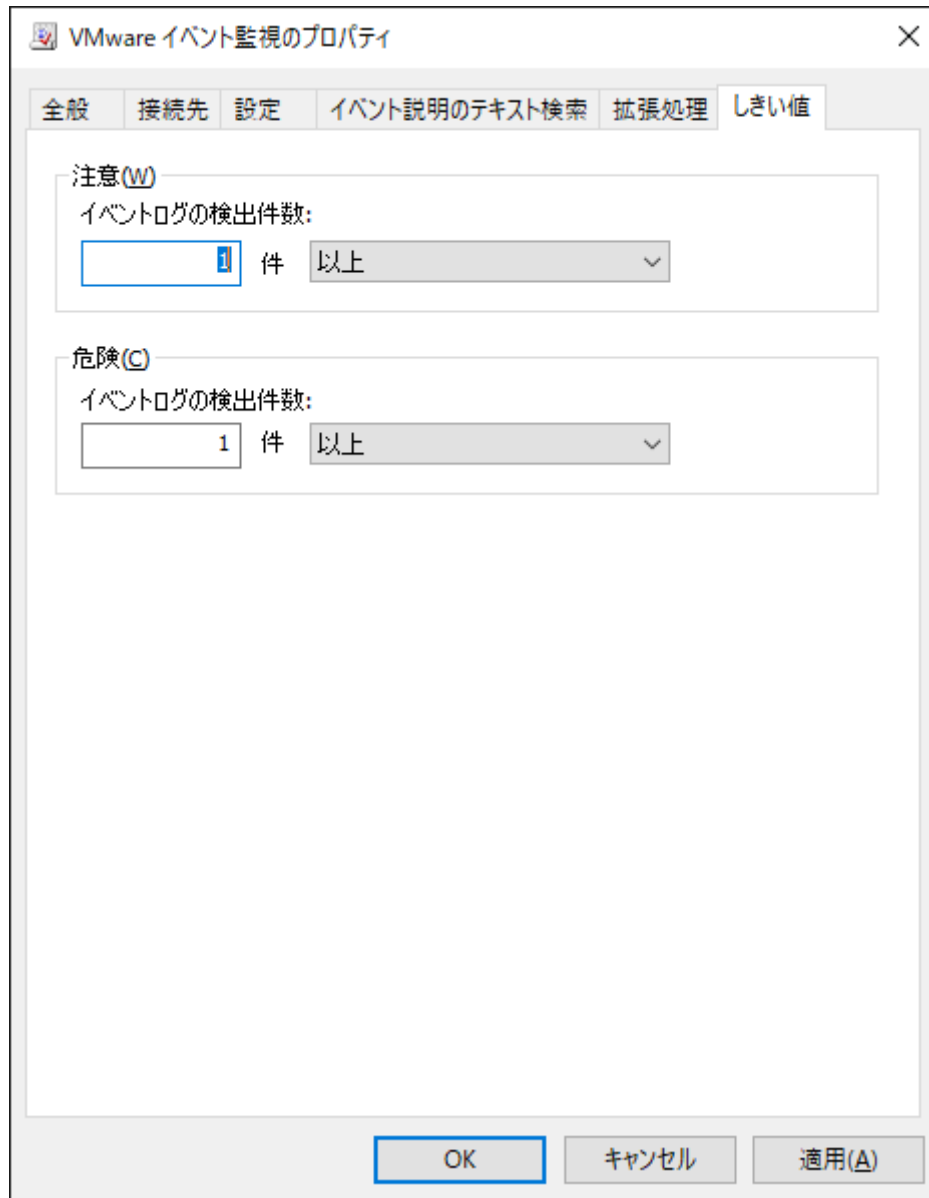 VMware イベント監視のプロパティ
全般 接続先 設定 イベント説明のテキスト検索 拡張処理 しきい値
注意(W)
イベントログの検出件数:
1 件 以上
危険(C)
イベントログの検出件数:
1 件 以上
OK キャンセル 適用(A)